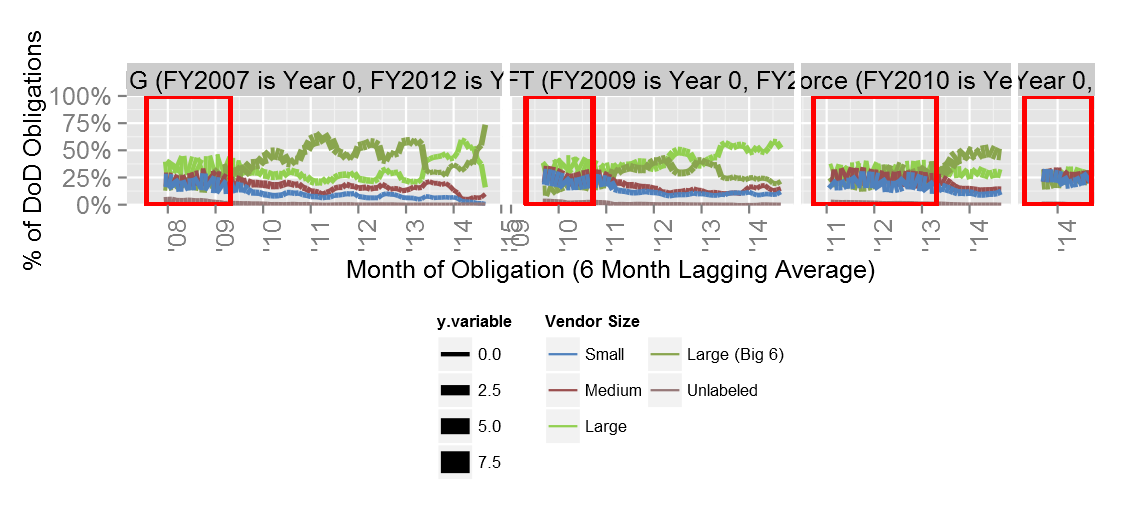 % of DoD Obligations
G (FY2007 is Year 0, FY2012 is Y
FT (FY2009 is Year 0, FY2
orce (FY2010 is Ye
Year 0,
100%
75%
50%
25%
0%
'08 '09 '10 '11 '12 '13 '14 '15
'09 '10 '11 '12 '13 '14
'11 '12 '13 '14
'14
Month of Obligation (6 Month Lagging Average)
y.variable
0.0
2.5
5.0
7.5
Vendor Size
Small
Medium
Large
Large (Big 6)
Unlabeled